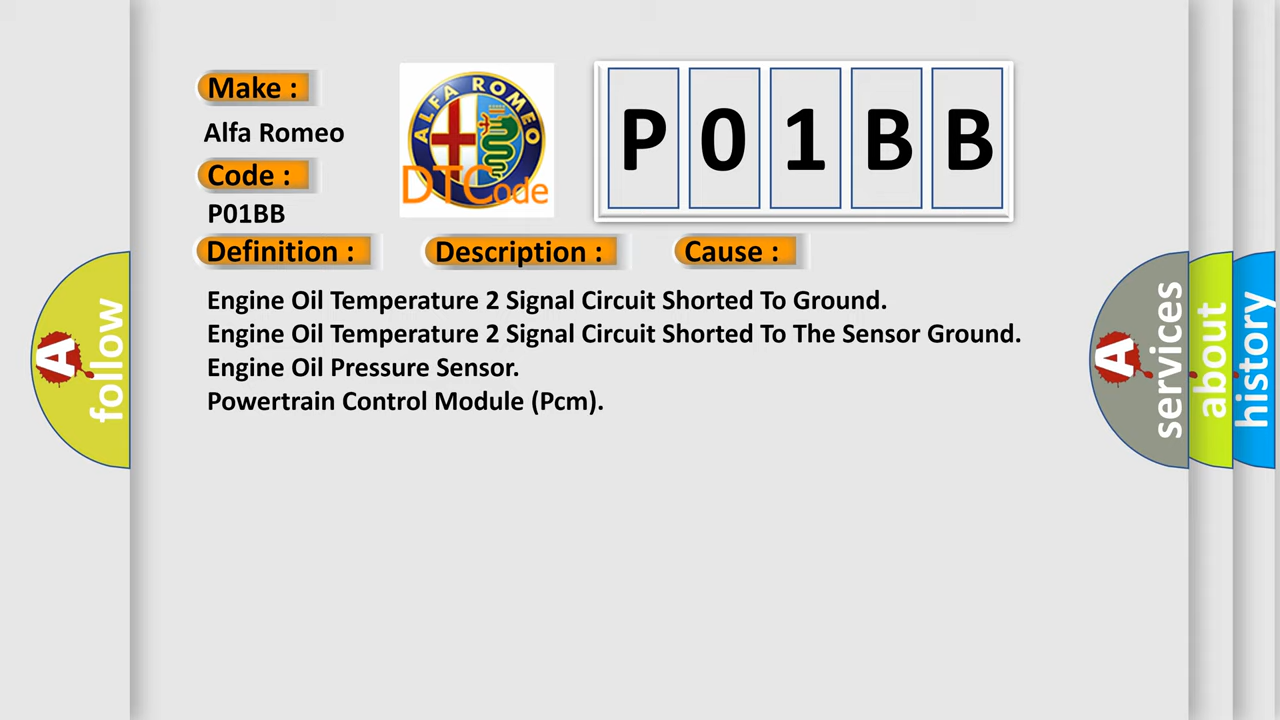 Make :
Alfa Romeo
Code :
P01BB
ALFA ROMEO
DTCode
P01BB
Definition :
Description :
Cause :
Engine Oil Temperature 2 Signal Circuit Shorted To Ground.
Engine Oil Temperature 2 Signal Circuit Shorted To The Sensor Ground.
Engine Oil Pressure Sensor.
Powertrain Control Module (Pcm).
A follow
A services
about
history